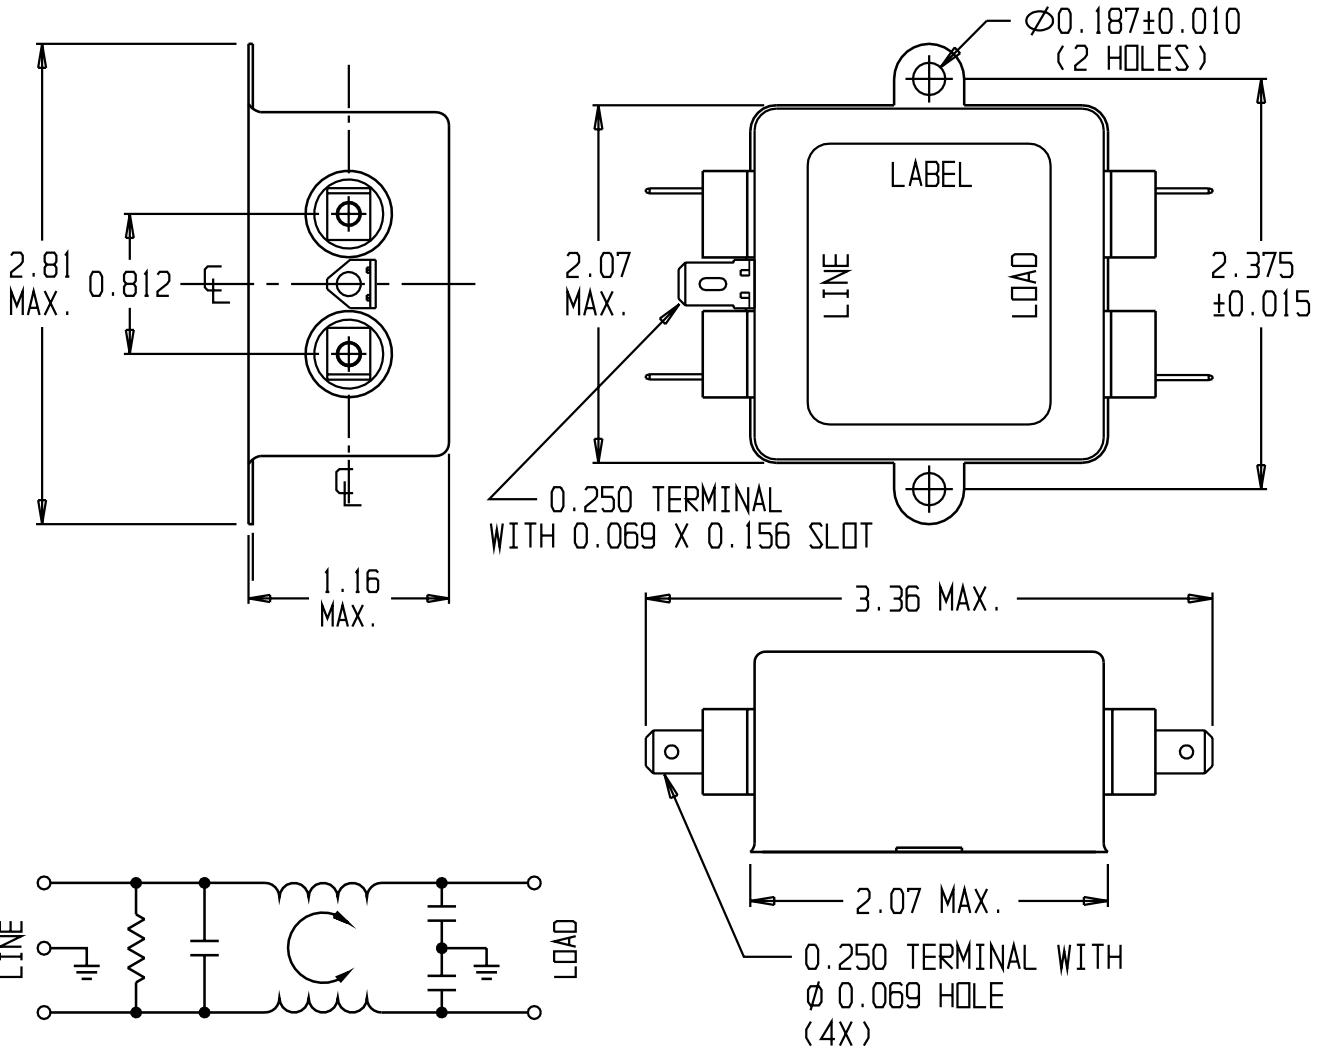 Ø0.187±0.010
(2 HOLES)
2.81
MAX.
0.812
CL
CL
1.16
MAX.
2.07
MAX.
LABEL
LINE
LOAD
2.375
±0.015
0.250 TERMINAL
WITH 0.069 X 0.156 SLOT
3.36 MAX.
2.07 MAX.
0.250 TERMINAL WITH
Ø 0.069 HOLE
(4X)
LINE
LOAD